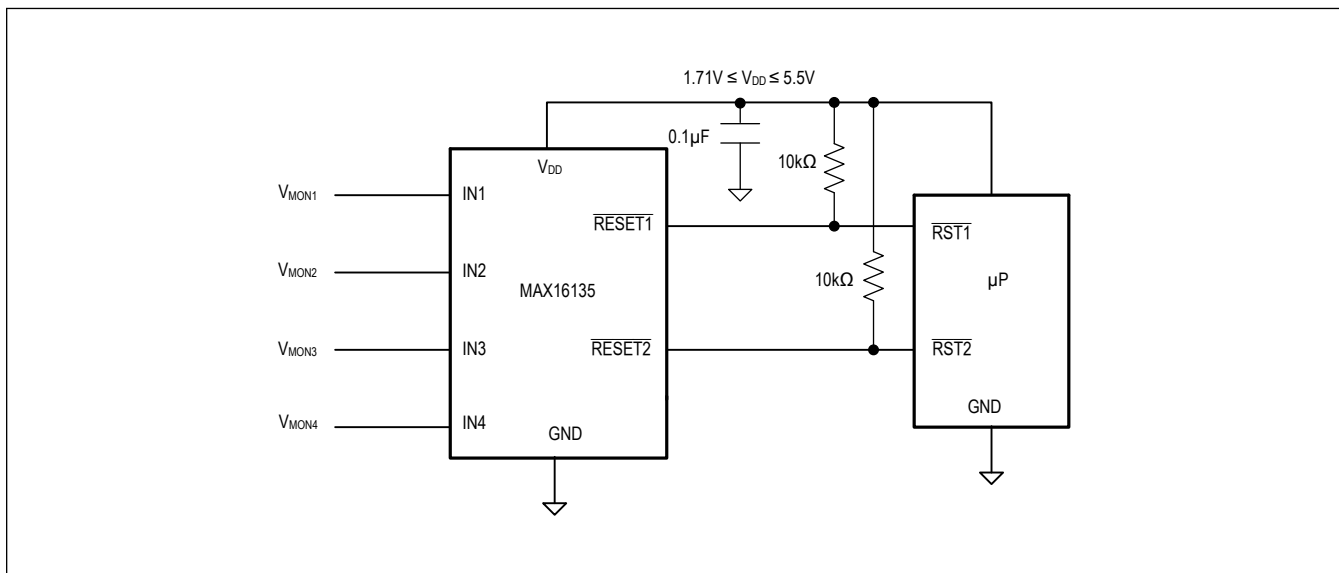 1.71V ≤ VDD ≤ 5.5V
0.1µF
10kΩ
VDD
VMON1
IN1
RESET1
RST1
VMON2
IN2
10kΩ
µP
MAX16135
VMON3
IN3
RESET2
RST2
GND
VMON4
IN4
GND